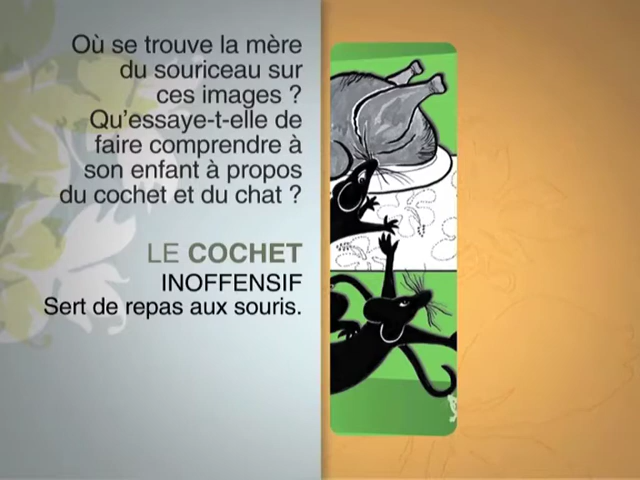 Où se trouve la mère
du souriceau sur
ces images ?
Qu'essaye-t-elle de
faire comprendre à
son enfant à propos
du cochet et du chat ?
LE COCHET
INOFFENSIF
Sert de repas aux souris.